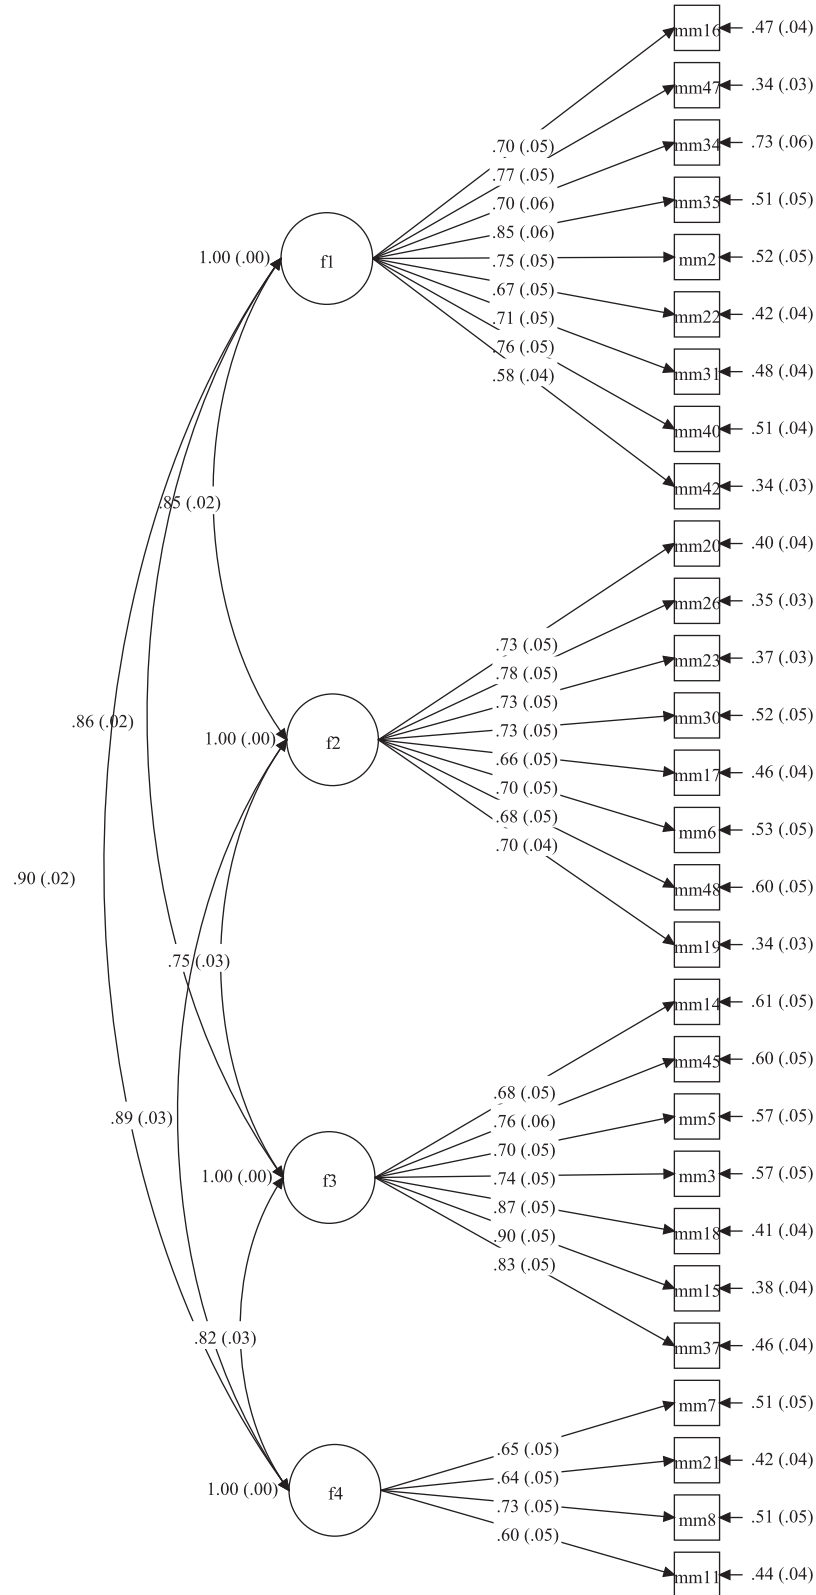 mm16 .47 (.04)
mm47 .34 (.03)
mm34 .73 (.06)
.70 (.05)
.77 (.05)
mm35 .51 (.05)
.70 (.06)
.85 (.06)
1.00 (.00) f1 .75 (.05) mm2 .52 (.05)
.67 (.05)
mm22 .42 (.04)
.71 (.05)
.76 (.05)
mm31 .48 (.04)
.58 (.04)
mm40 .51 (.04)
mm42 .34 (.03)
.85 (.02)
mm20 .40 (.04)
mm26 .35 (.03)
.73 (.05)
mm23 .37 (.03)
.78 (.05)
.73 (.05)
.86 (.02) mm30 .52 (.05)
.73 (.05)
1.00 (.00) f2
.66 (.05)
mm17 .46 (.04)
.70 (.05)
.68 (.05)
mm6 .53 (.05)
.70 (.04)
.90 (.02)
mm48 .60 (.05)
mm19 .34 (.03)
.75 (.03)
mm14 .61 (.05)
mm45 .60 (.05)
.68 (.05)
.89 (.03)
.76 (.06)
mm5 .57 (.05)
.70 (.05)
1.00 (.00) f3 .74 (.05) mm3 .57 (.05)
.87 (.05)
mm18 .41 (.04)
.90 (.05)
.83 (.05)
mm15 .38 (.04)
.82 (.03)
mm37 .46 (.04)
mm7 .51 (.05)
.65 (.05)
mm21 .42 (.04)
.64 (.05)
1.00 (.00) f4
.73 (.05)
mm8 .51 (.05)
.60 (.05)
mm11 .44 (.04)